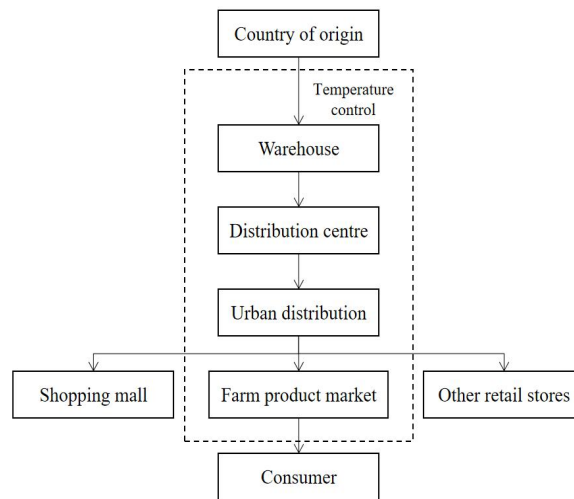 Country of origin
Temperature
control
Warehouse
Distribution centre
Urban distribution
Shopping mall
Farm product market
Other retail stores
Consumer